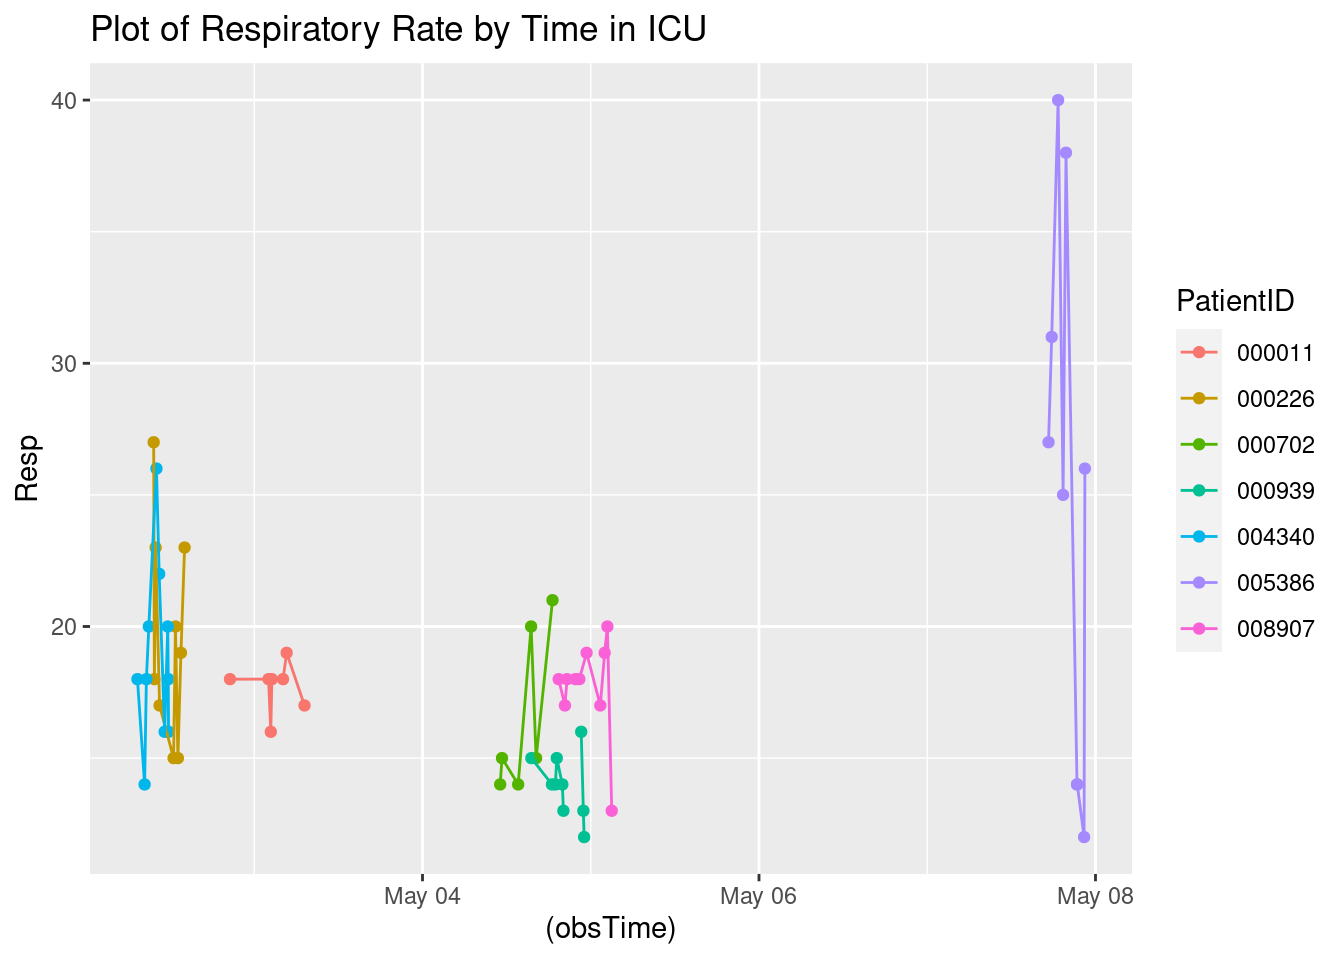 Plot of Respiratory Rate by Time in ICU
40
30
20
Resp
May 04
May 06
May 08
(obsTime)
PatientID
000011
000226
000702
000939
004340
005386
008907